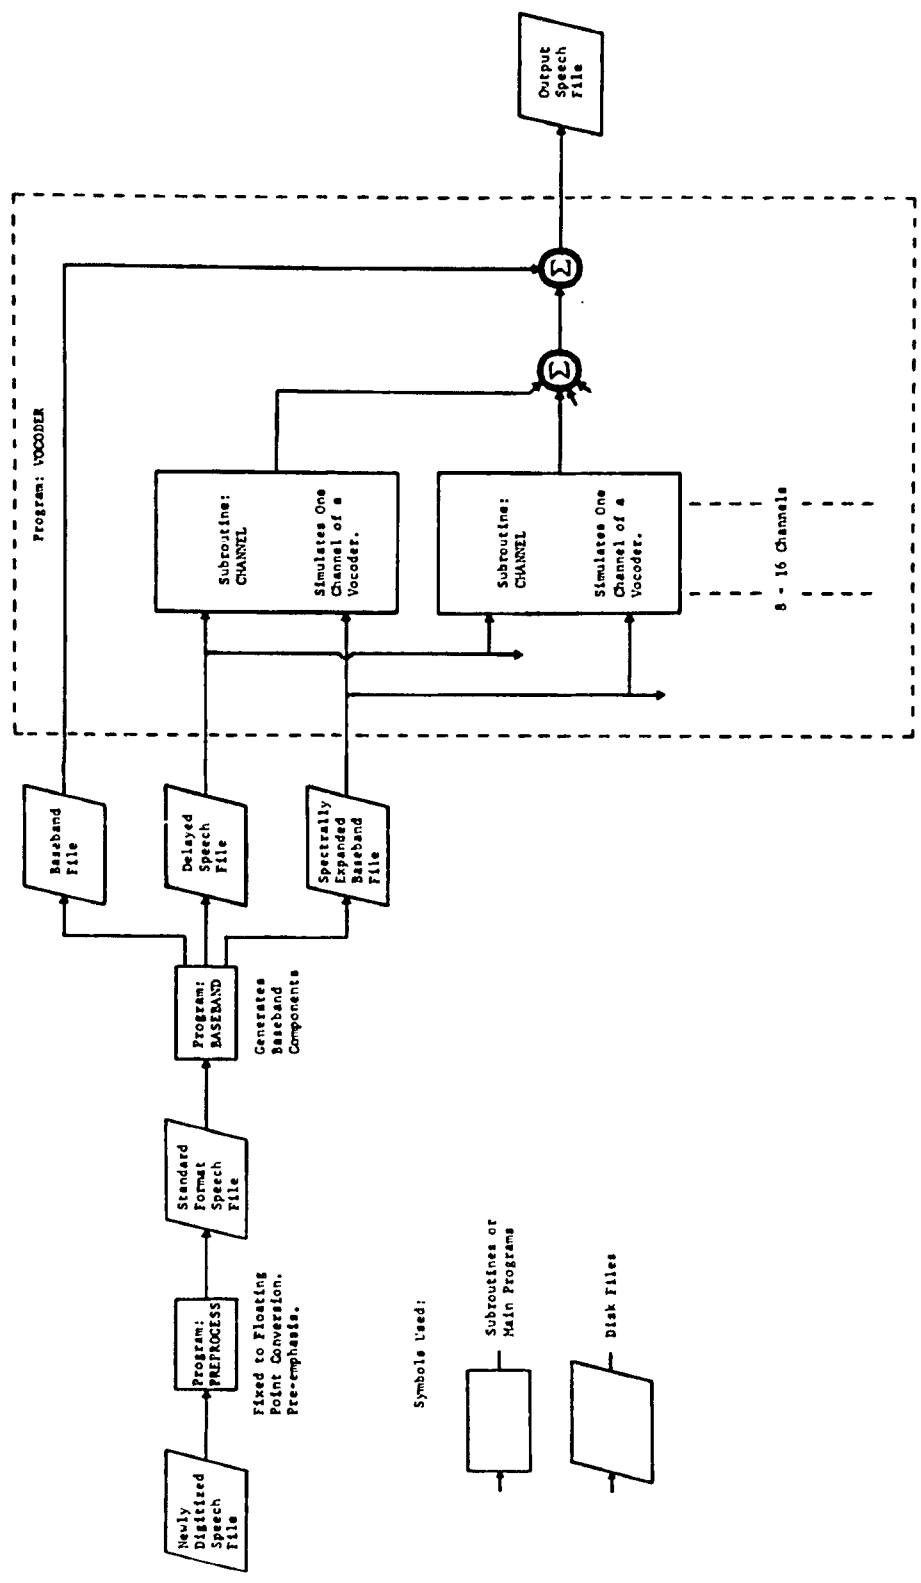 Newly
Digitized
Speech
File
Program:
PREPROCESS
Fixed to Floating
Point Conversion.
Pre-emphasis.
Standard
Format
Speech
File
Program:
BASEBAND
Generates
Baseband
Components
Baseband
File
Delayed
Speech
File
Spectrally
Expanded
Baseband
File
Program: VOCODER
Subroutine:
CHANNEL
Simulates One
Channel of a
Vocoder.
Subroutine:
CHANNEL
Simulates One
Channel of a
Vocoder.
8 - 16 Channels
Σ
Σ
Output
Speech
File
Symbols Used:
Subroutines or
Main Programs
Disk Files